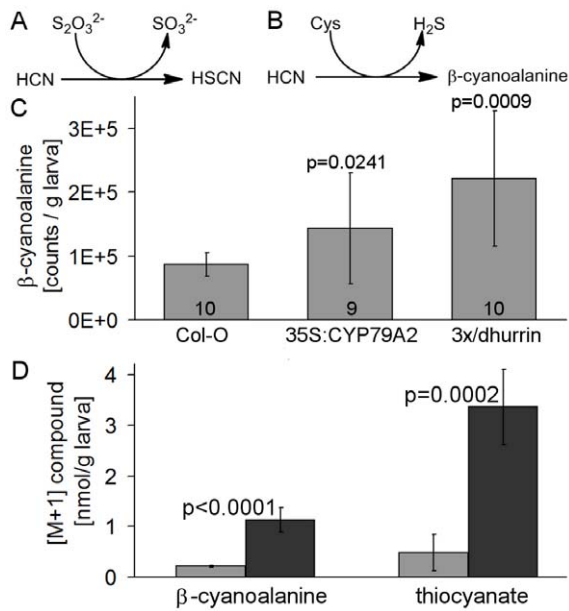 A
S₂O₃²⁻ SO₃²⁻
HCN HSCN
B
Cys H₂S
HCN β-cyanoalanine
C
β-cyanoalanine
[counts / g larva]
3E+5
2E+5
1E+5
0E+0
p=0.0241
p=0.0009
10 9 10
Col-O 35S:CYP79A2 3x/dhurrin
D
[M+1] compound
[nmol/g larva]
4
3
2
1
0
p<0.0001
p=0.0002
β-cyanoalanine thiocyanate